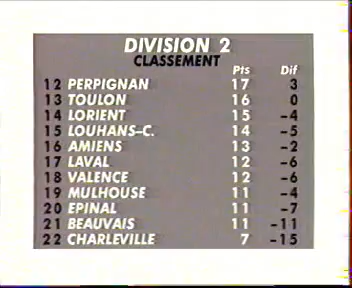 DIVISION 2
CLASSEMENT
Pts Dif
12 PERPIGNAN 17 3
13 TOULON 16 0
14 LORIENT 15 -4
15 LOUHANS-C. 14 -5
16 AMIENS 13 -2
17 LAVAL 12 -6
18 VALENCE 12 -6
19 MULHOUSE 11 -4
20 EPINAL 11 -7
21 BEAUVAIS 11 -11
22 CHARLEVILLE 7 -15